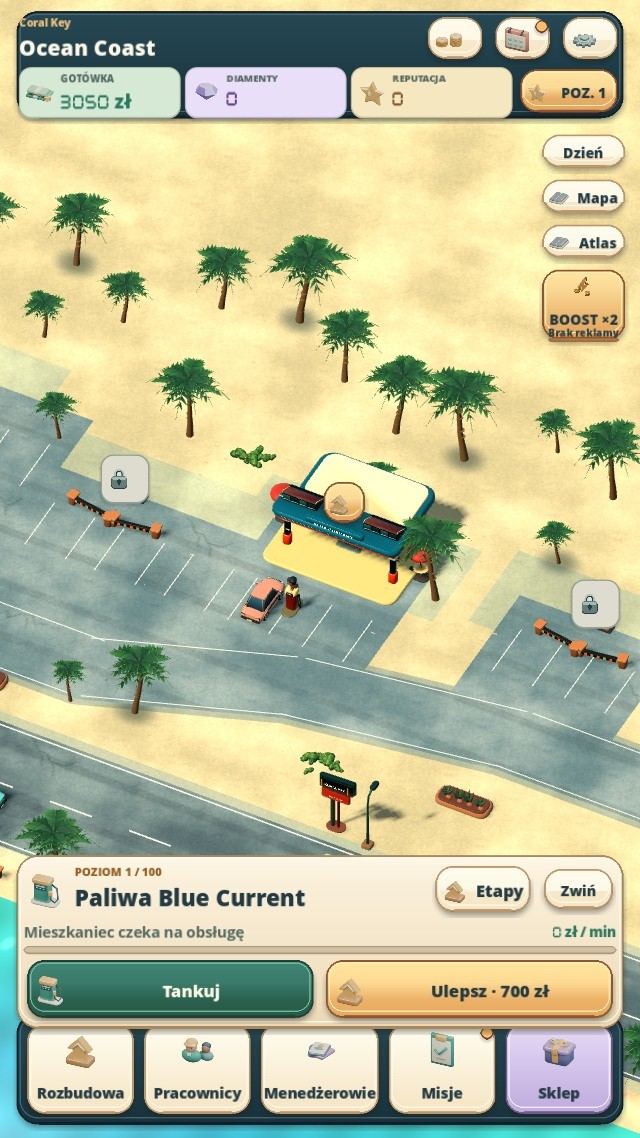 Coral Key
Ocean Coast
GOTÓWKA
3050 zł
DIAMENTY
0
REPUTACJA
0
POZ. 1
Dzień
Mapa
Atlas
BOOST ×2
Brak reklamy
POZIOM 1 / 100
Paliwa Blue Current
Etapy
Zwiń
Mieszkaniec czeka na obsługę
0 zł / min
Tankuj
Ulepsz · 700 zł
Rozbudowa
Pracownicy
Menedżerowie
Misje
Sklep